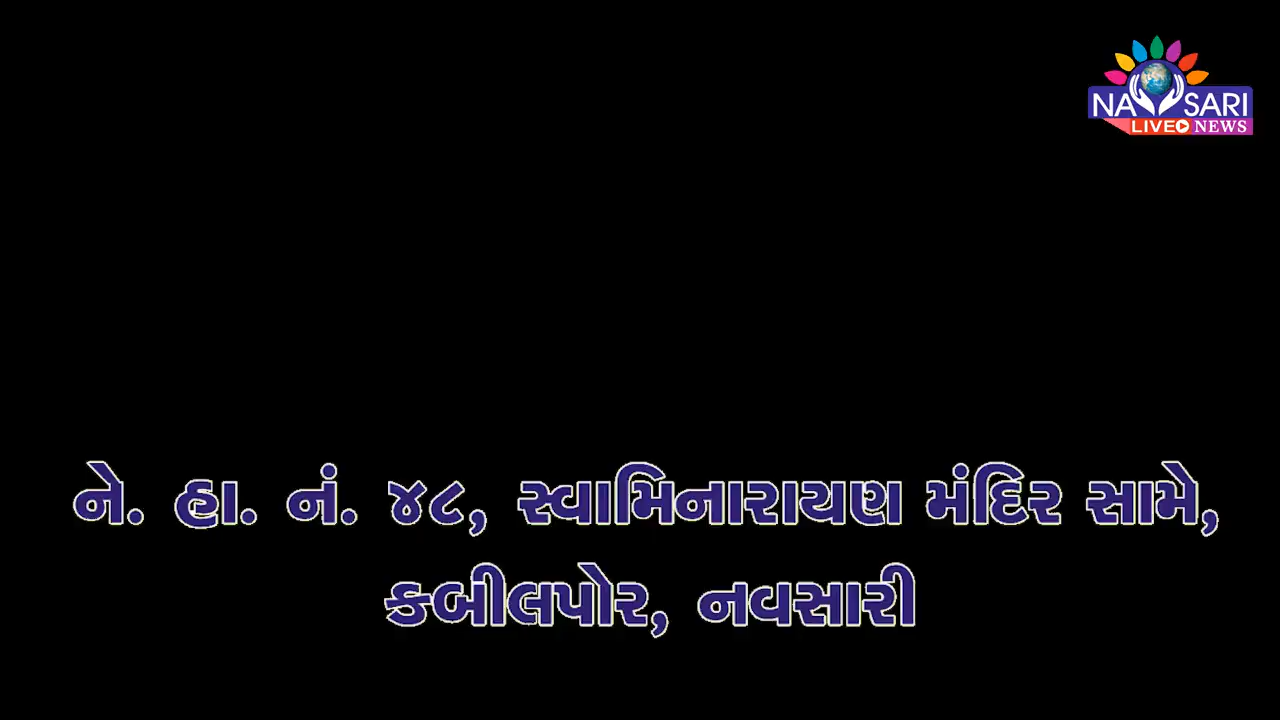 NAVSARI
LIVE NEWS
ને. હા. નં. ૪૮, સ્વામિનારાયણ મંદિર સામે,
કબીલપોર, નવસારી